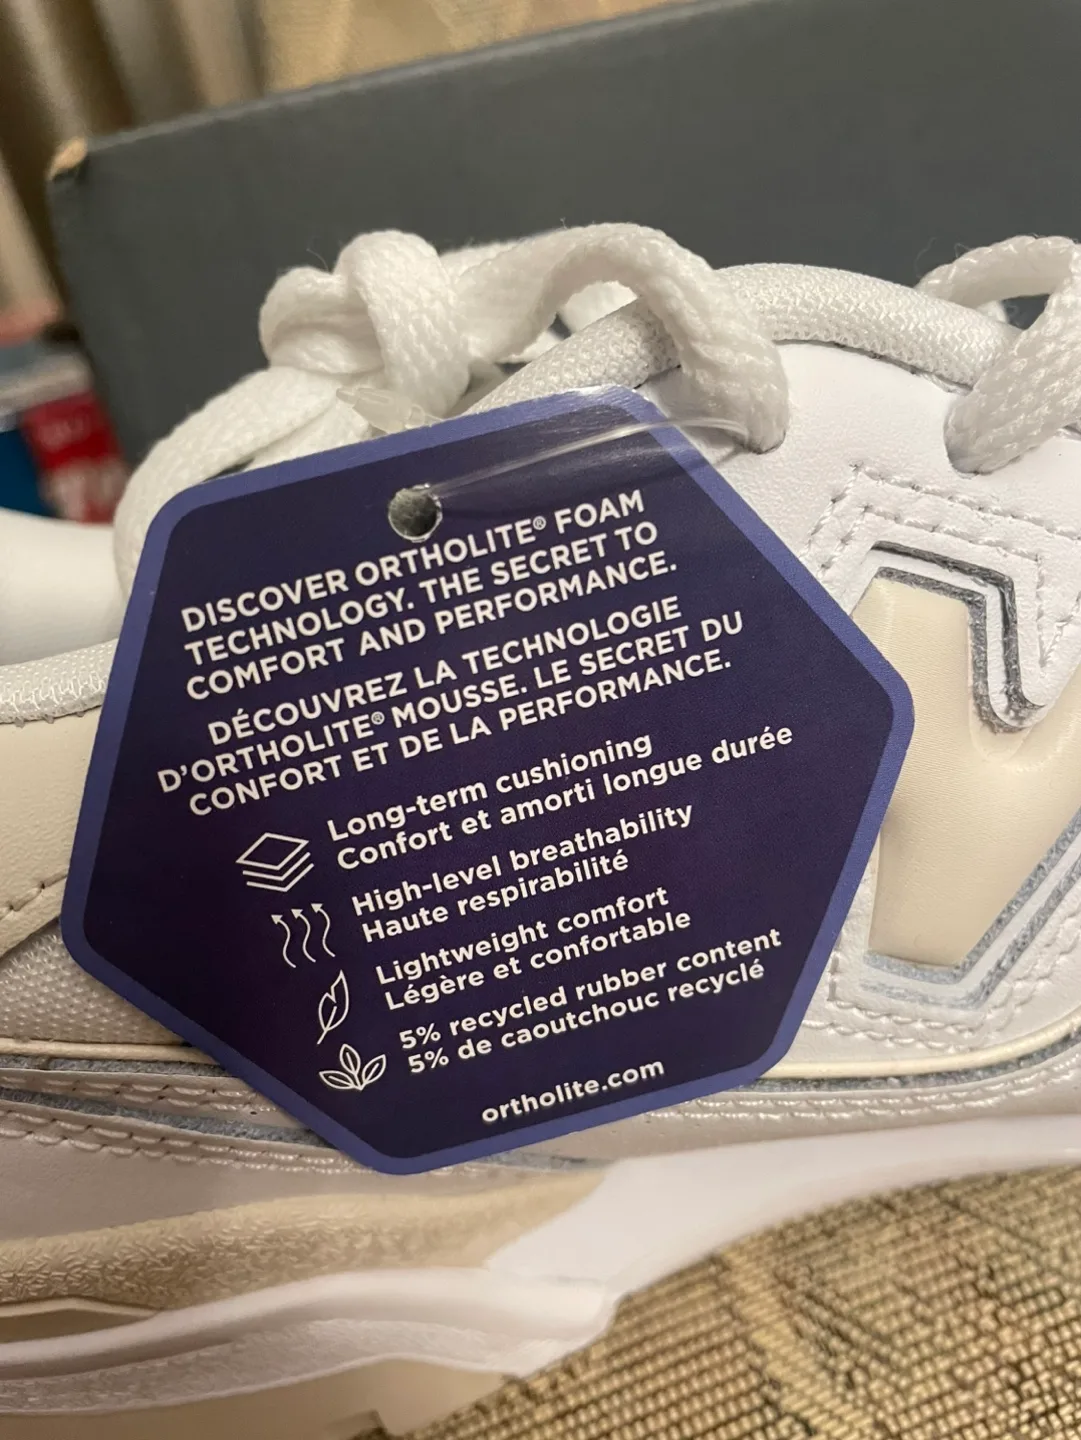 DISCOVER ORTHOLITE® FOAM
TECHNOLOGY. THE SECRET TO
COMFORT AND PERFORMANCE.
DÉCOUVREZ LA TECHNOLOGIE
D'ORTHOLITE® MOUSSE. LE SECRET DU
CONFORT ET DE LA PERFORMANCE.
Long-term cushioning
Confort et amorti longue durée
High-level breathability
Haute respirabilité
Lightweight comfort
Légère et confortable
5% recycled rubber content
5% de caoutchouc recyclé
ortholite.com